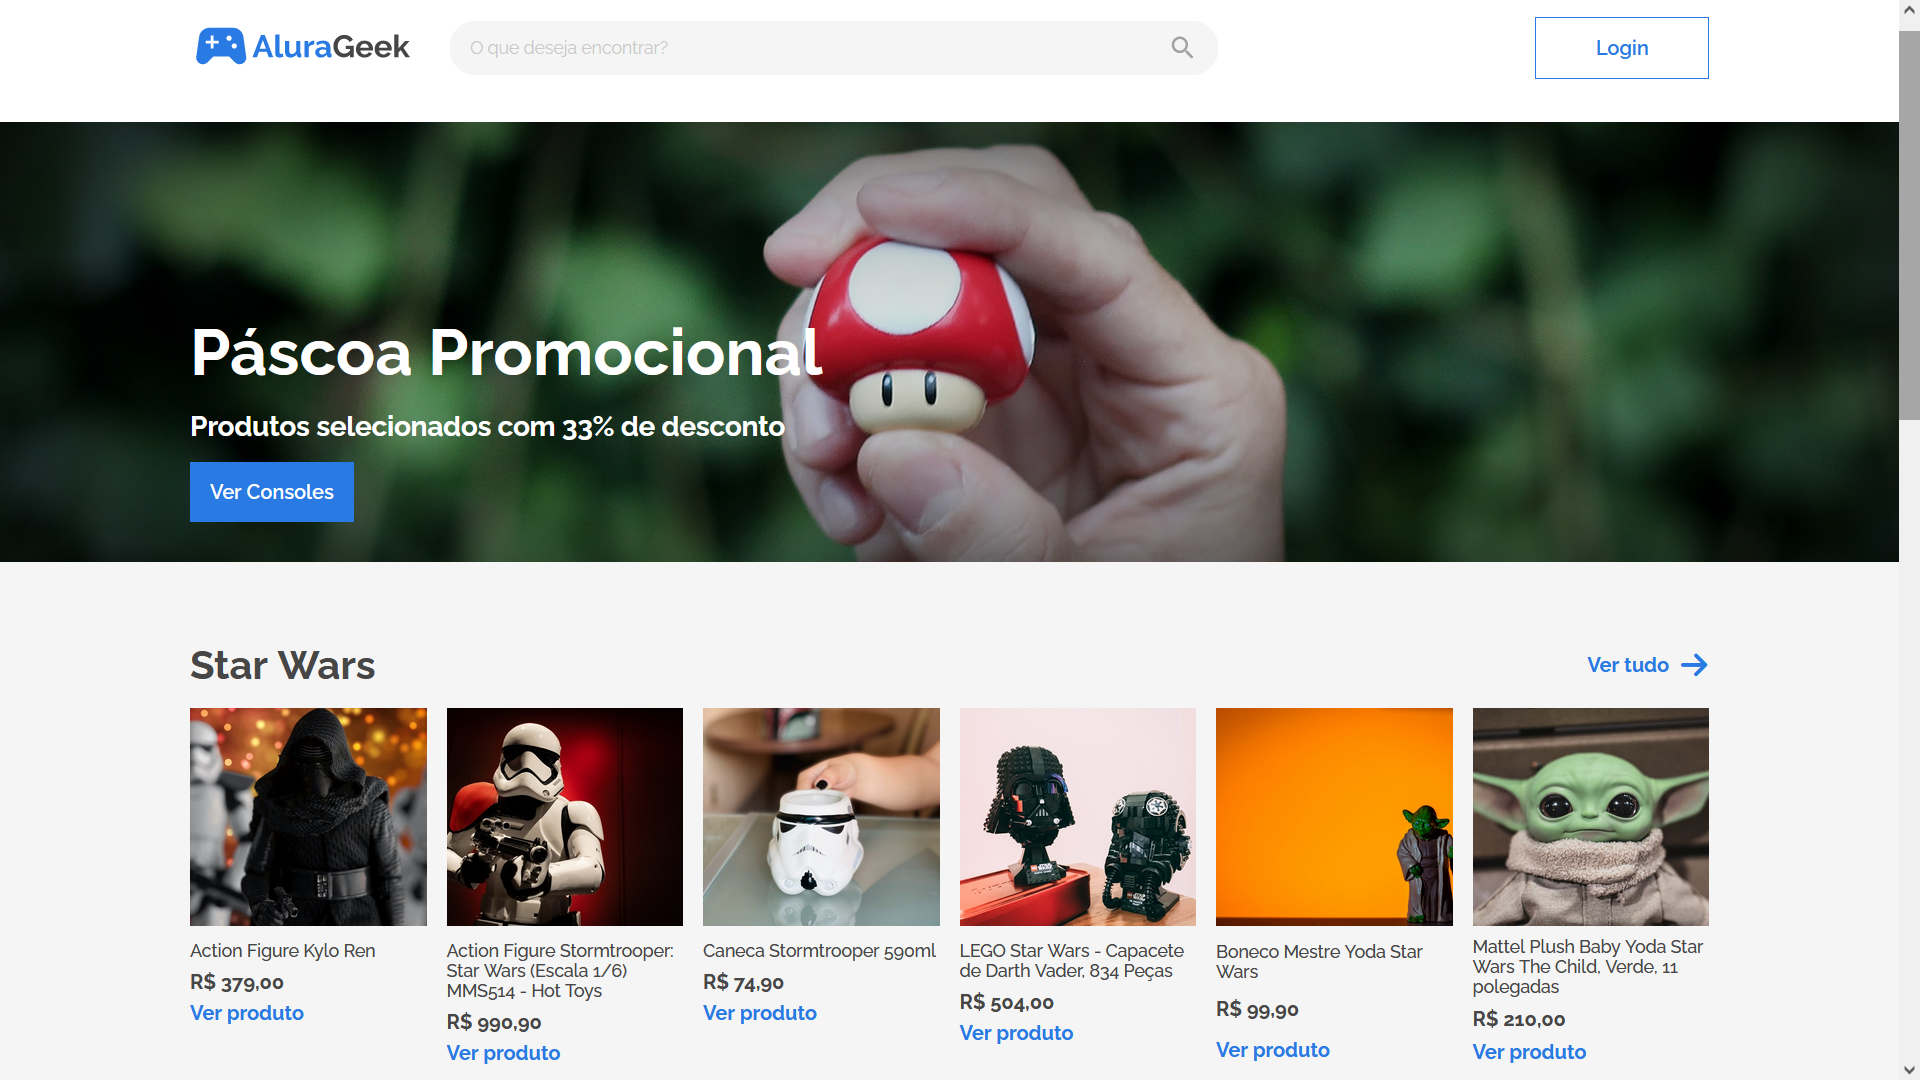 AluraGeek
O que deseja encontrar?
Login
Páscoa Promocional
Produtos selecionados com 33% de desconto
Ver Consoles
Star Wars
Ver tudo
Action Figure Kylo Ren
R$ 379,00
Ver produto
Action Figure Stormtrooper:
Star Wars (Escala 1/6)
MMS514 - Hot Toys
R$ 990,90
Ver produto
Caneca Stormtrooper 590ml
R$ 74,90
Ver produto
LEGO Star Wars - Capacete
de Darth Vader, 834 Peças
R$ 504,00
Ver produto
Boneco Mestre Yoda Star
Wars
R$ 99,90
Ver produto
Mattel Plush Baby Yoda Star
Wars The Child, Verde, 11
polegadas
R$ 210,00
Ver produto